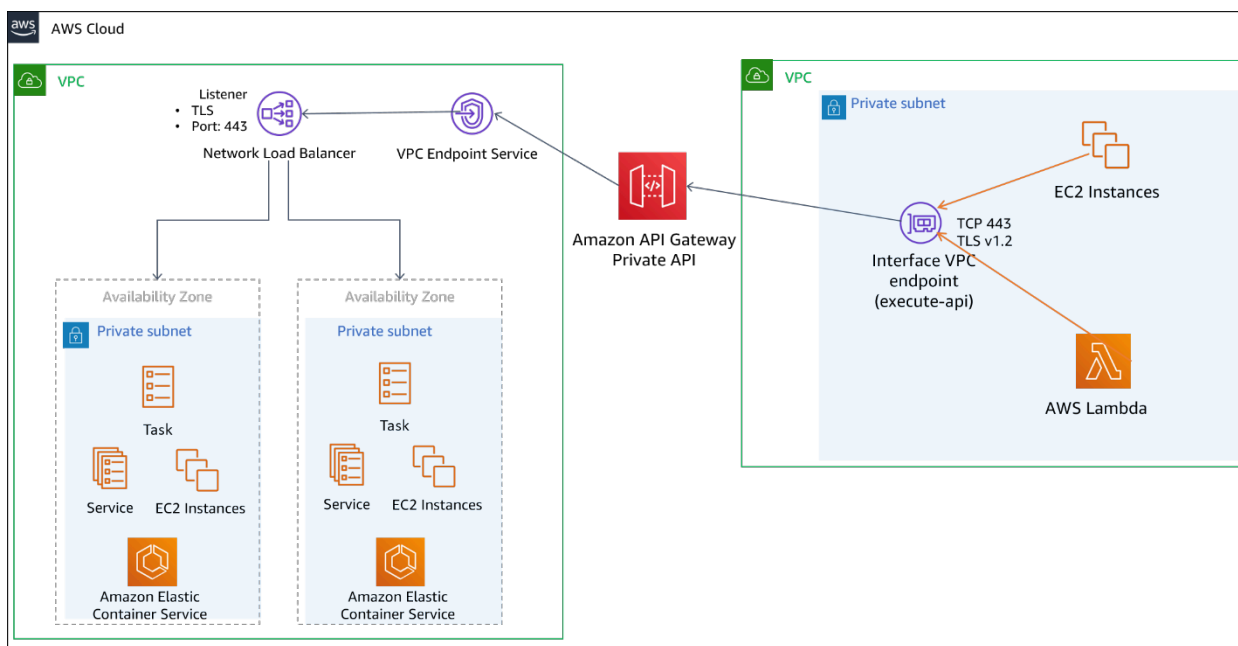 aws
AWS Cloud
VPC
Listener
• TLS
• Port: 443
Network Load Balancer
VPC Endpoint Service
Amazon API Gateway
Private API
VPC
Private subnet
EC2 Instances
TCP 443
TLS v1.2
Interface VPC
endpoint
(execute-api)
AWS Lambda
Availability Zone
Private subnet
Task
Service
EC2 Instances
Amazon Elastic
Container Service
Availability Zone
Private subnet
Task
Service
EC2 Instances
Amazon Elastic
Container Service